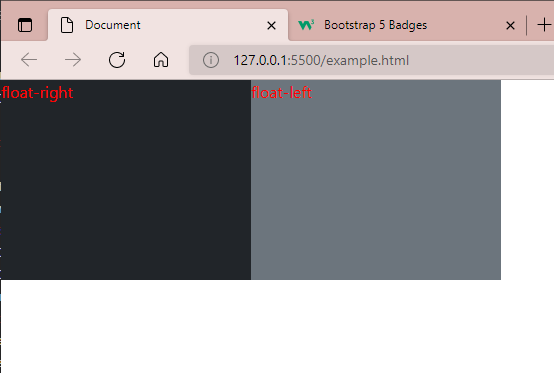 Document
Bootstrap 5 Badges
127.0.0.1:5500/example.html
float-right
float-left